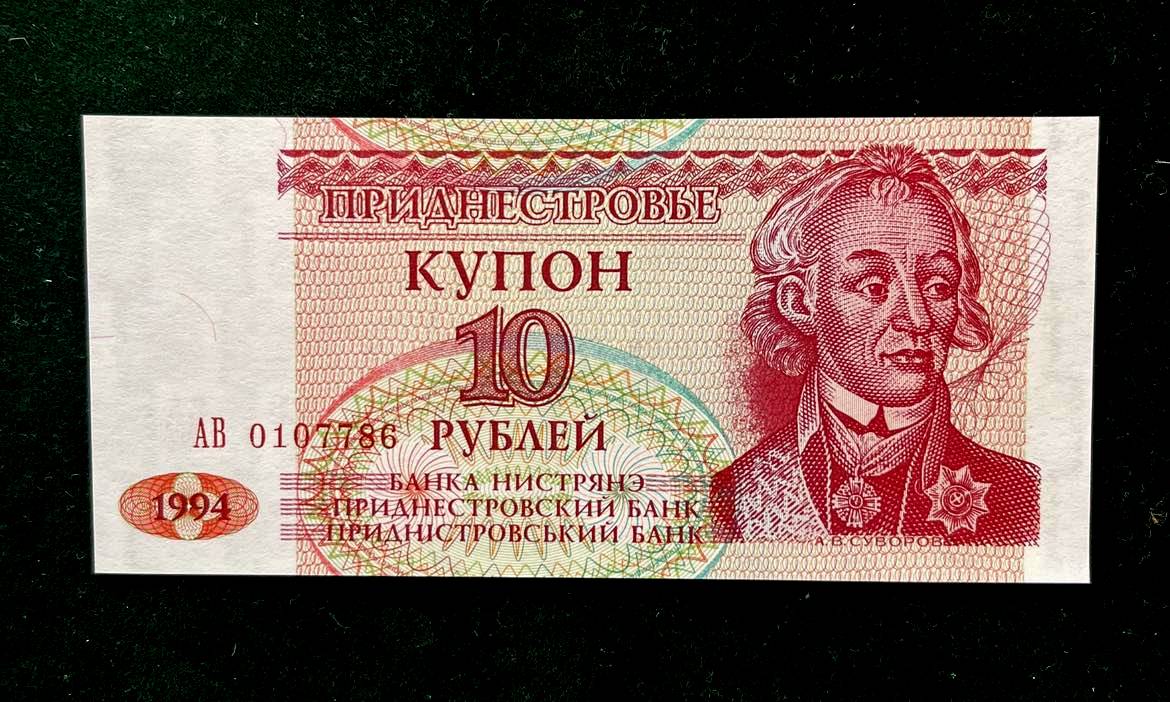 ПРИДНЕСТРОВЬЕ
КУПОН
10
АВ 0107786 РУБЛЕЙ
БАНКА НИСТРЯНЭ
1994 ПРИДНЕСТРОВСКИЙ БАНК
ПРИДНІСТРОВСЬКИЙ БАНК
А.В.СУВОРОВ